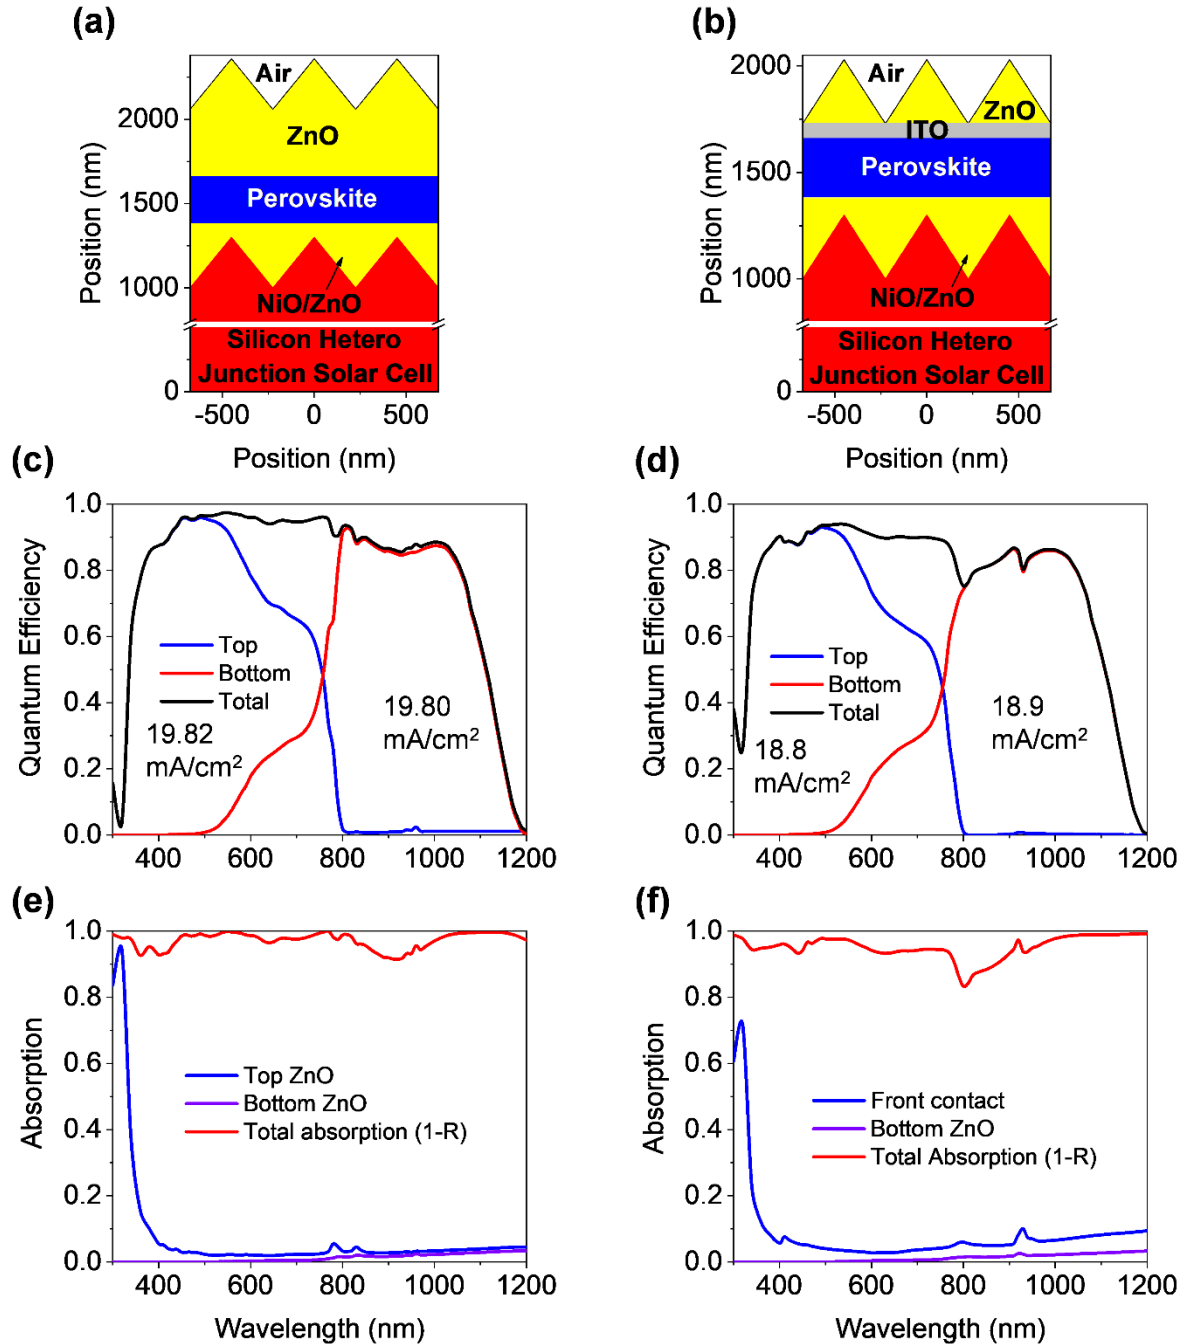 (a)
Air
ZnO
Perovskite
NiO/ZnO
Silicon Hetero
Junction Solar Cell
2000
1500
1000
0
Position (nm)
-500
0
500
Position (nm)
(b)
Air
ZnO
ITO
Perovskite
NiO/ZnO
Silicon Hetero
Junction Solar Cell
2000
1500
1000
0
Position (nm)
-500
0
500
Position (nm)
(c)
1.0
0.8
0.6
0.4
0.2
0.0
Quantum Efficiency
Top
Bottom
Total
19.82
mA/cm²
19.80
mA/cm²
400
600
800
1000
1200
(d)
1.0
0.8
0.6
0.4
0.2
0.0
Quantum Efficiency
Top
Bottom
Total
18.8
mA/cm²
18.9
mA/cm²
400
600
800
1000
1200
(e)
1.0
0.8
0.6
0.4
0.2
0.0
Absorption
Top ZnO
Bottom ZnO
Total absorption (1-R)
400
600
800
1000
1200
Wavelength (nm)
(f)
1.0
0.8
0.6
0.4
0.2
0.0
Absorption
Front contact
Bottom ZnO
Total Absorption (1-R)
400
600
800
1000
1200
Wavelength (nm)